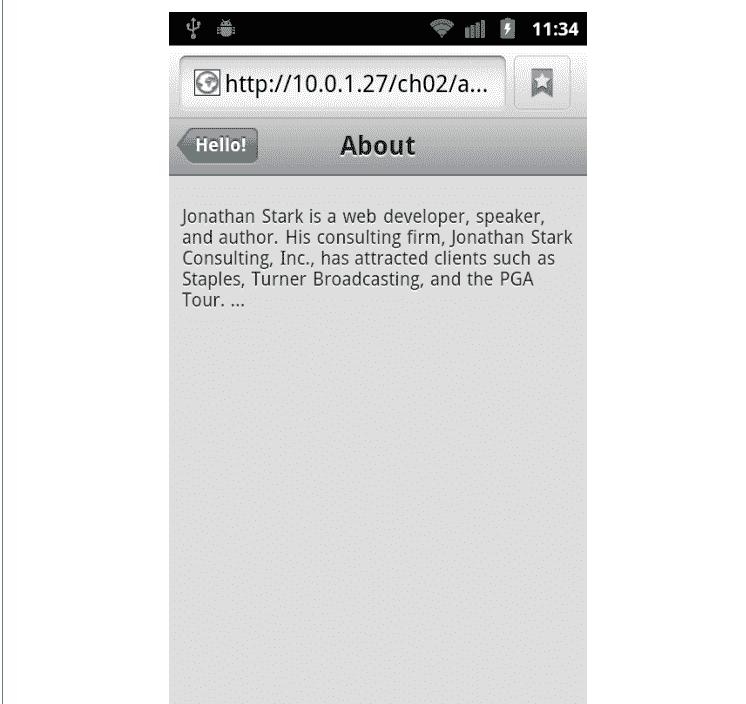 11:34
http://10.0.1.27/ch02/a...
Hello!
About
Jonathan Stark is a web developer, speaker,
and author. His consulting firm, Jonathan Stark
Consulting, Inc., has attracted clients such as
Staples, Turner Broadcasting, and the PGA
Tour. ...